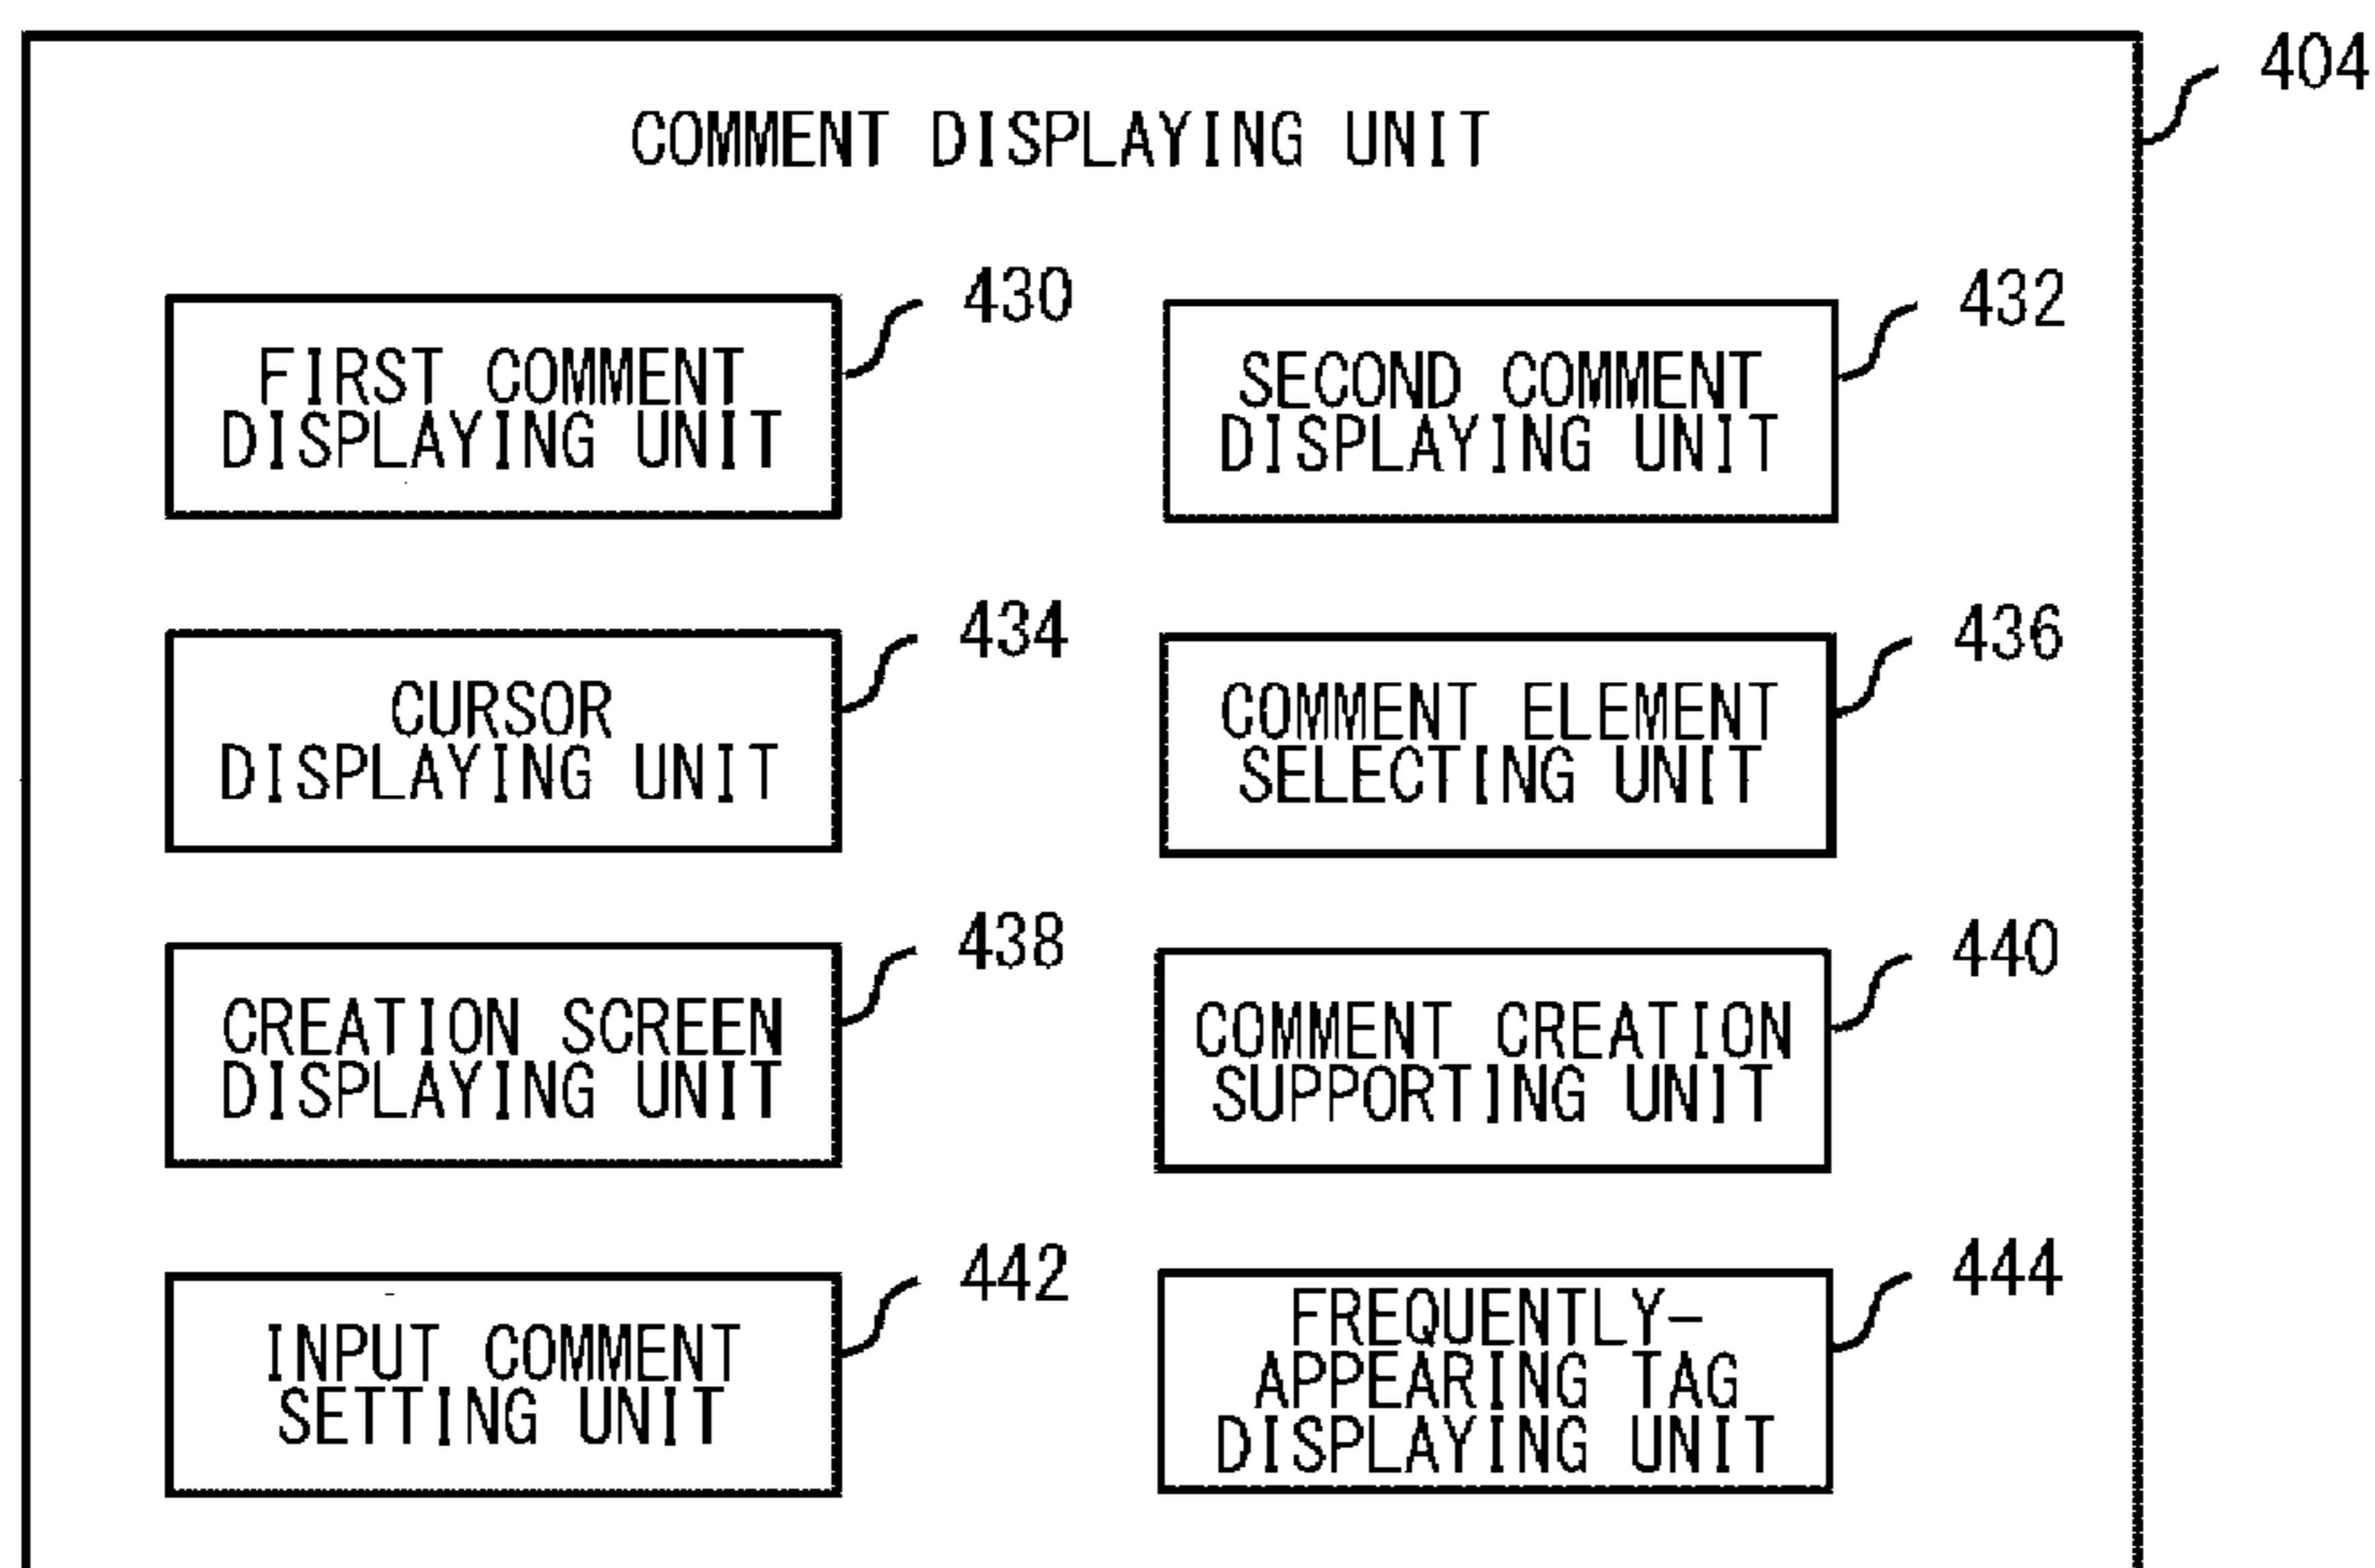 404
COMMENT DISPLAYING UNIT
430
432
FIRST COMMENT
DISPLAYING UNIT
SECOND COMMENT
DISPLAYING UNIT
434
436
CURSOR
DISPLAYING UNIT
COMMENT ELEMENT
SELECTING UNIT
438
440
CREATION SCREEN
DISPLAYING UNIT
COMMENT CREATION
SUPPORTING UNIT
442
444
INPUT COMMENT
SETTING UNIT
FREQUENTLY-
APPEARING TAG
DISPLAYING UNIT